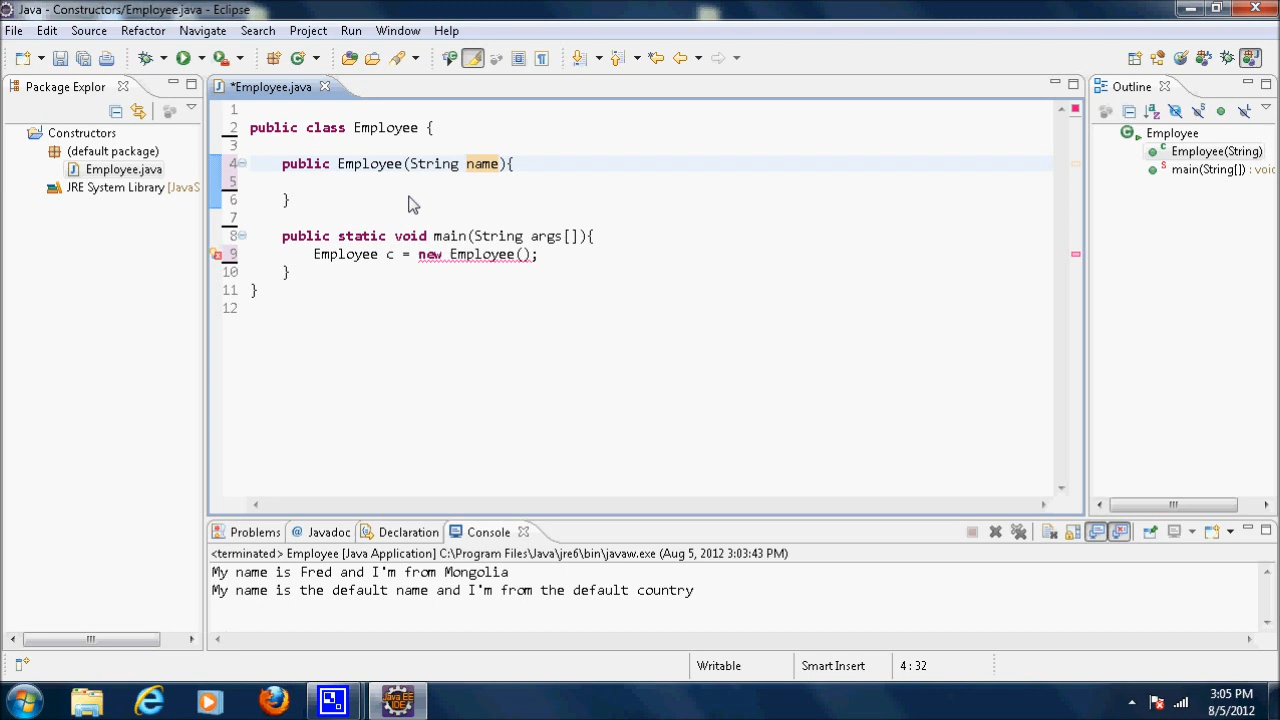 Java - Constructors/Employee.java - Eclipse
File Edit Source Refactor Navigate Search Project Run Window Help
Package Explor
*Employee.java
Outline
Constructors
(default package)
Employee.java
JRE System Library [JavaS
1
2 public class Employee {
3
4 public Employee(String name){
5
6 }
7
8 public static void main(String args[]){
9 Employee c = new Employee();
10 }
11 }
12
Employee
Employee(String)
main(String[]) : voic
Problems @ Javadoc Declaration Console
<terminated> Employee [Java Application] C:\Program Files\Java\jre6\bin\javaw.exe (Aug 5, 2012 3:03:43 PM)
My name is Fred and I'm from Mongolia
My name is the default name and I'm from the default country
Writable Smart Insert 4 : 32
Java EE
IDE
3:05 PM
8/5/2012